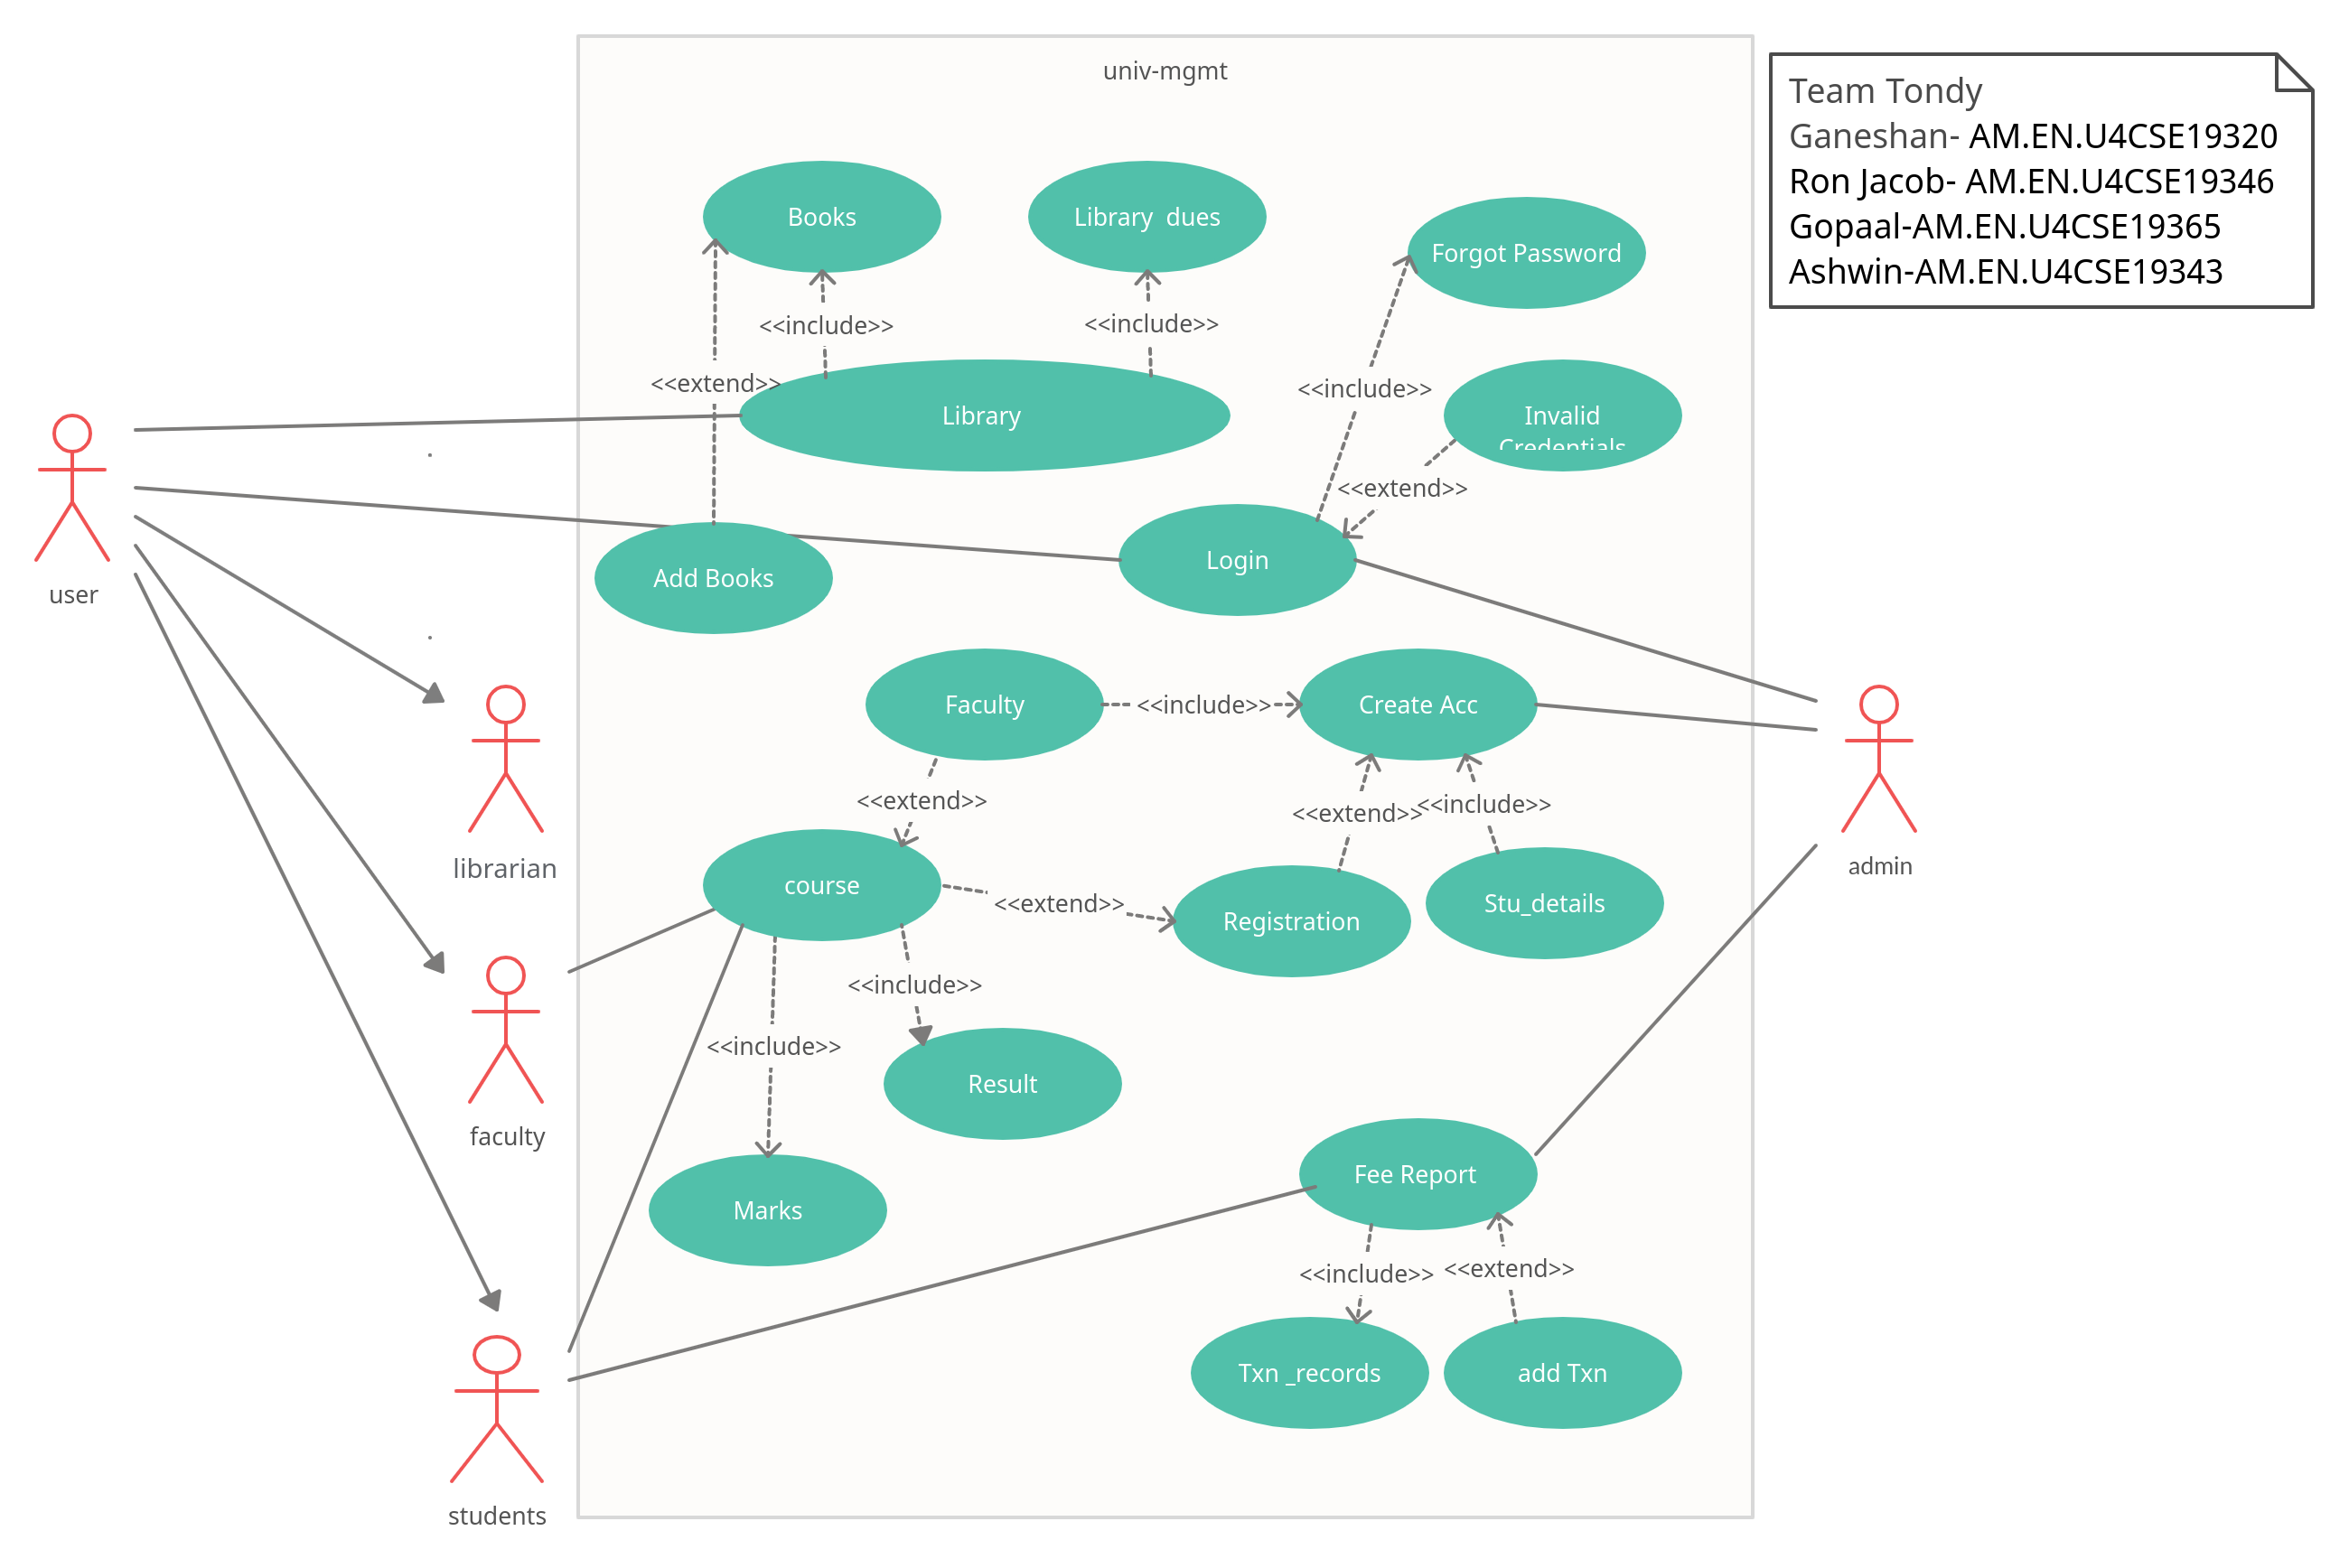 univ-mgmt
Team Tondy
Ganeshan- AM.EN.U4CSE19320
Ron Jacob- AM.EN.U4CSE19346
Gopaal-AM.EN.U4CSE19365
Ashwin-AM.EN.U4CSE19343
Books
Library  dues
Forgot Password
<<include>>
<<include>>
<<extend>>
<<include>>
Library
Invalid
Credentials
<<extend>>
Login
Add Books
user
Faculty
<<include>>
Create Acc
<<extend>>
<<extend>>
<<include>>
librarian
admin
course
<<extend>>
Registration
Stu_details
<<include>>
<<include>>
Result
faculty
Marks
Fee Report
<<include>>
<<extend>>
Txn _records
add Txn
students